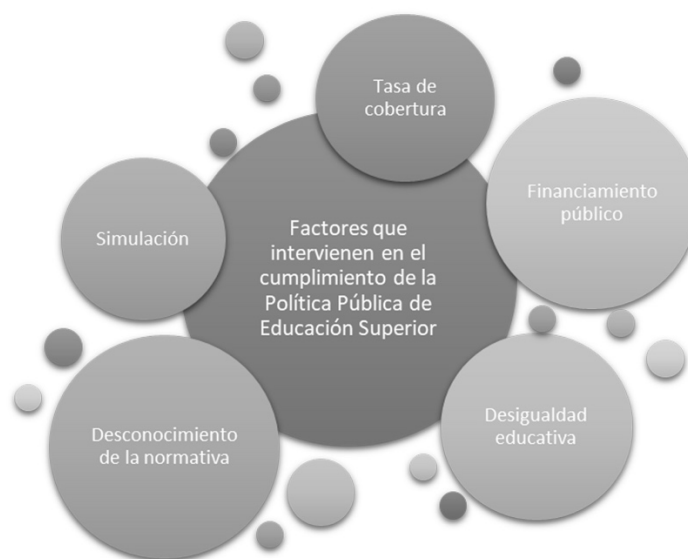 Tasa de
cobertura
Financiamiento
público
Simulación
Factores que
intervienen en el
cumplimiento de la
Política Pública de
Educación Superior
Desconocimiento
de la normativa
Desigualdad
educativa